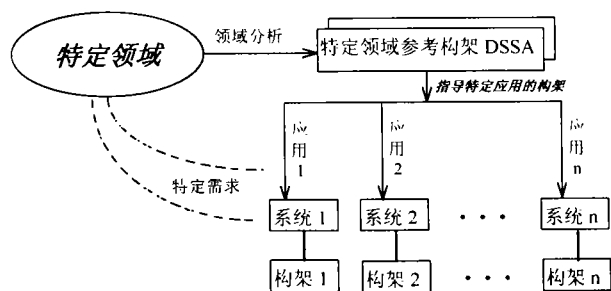 特定领域
领域分析
特定领域参考构架 DSSA
指导特定应用的构架
应用1
应用2
应用n
特定需求
系统 1
系统 2
· · ·
系统 n
构架 1
构架 2
· · ·
构架 n